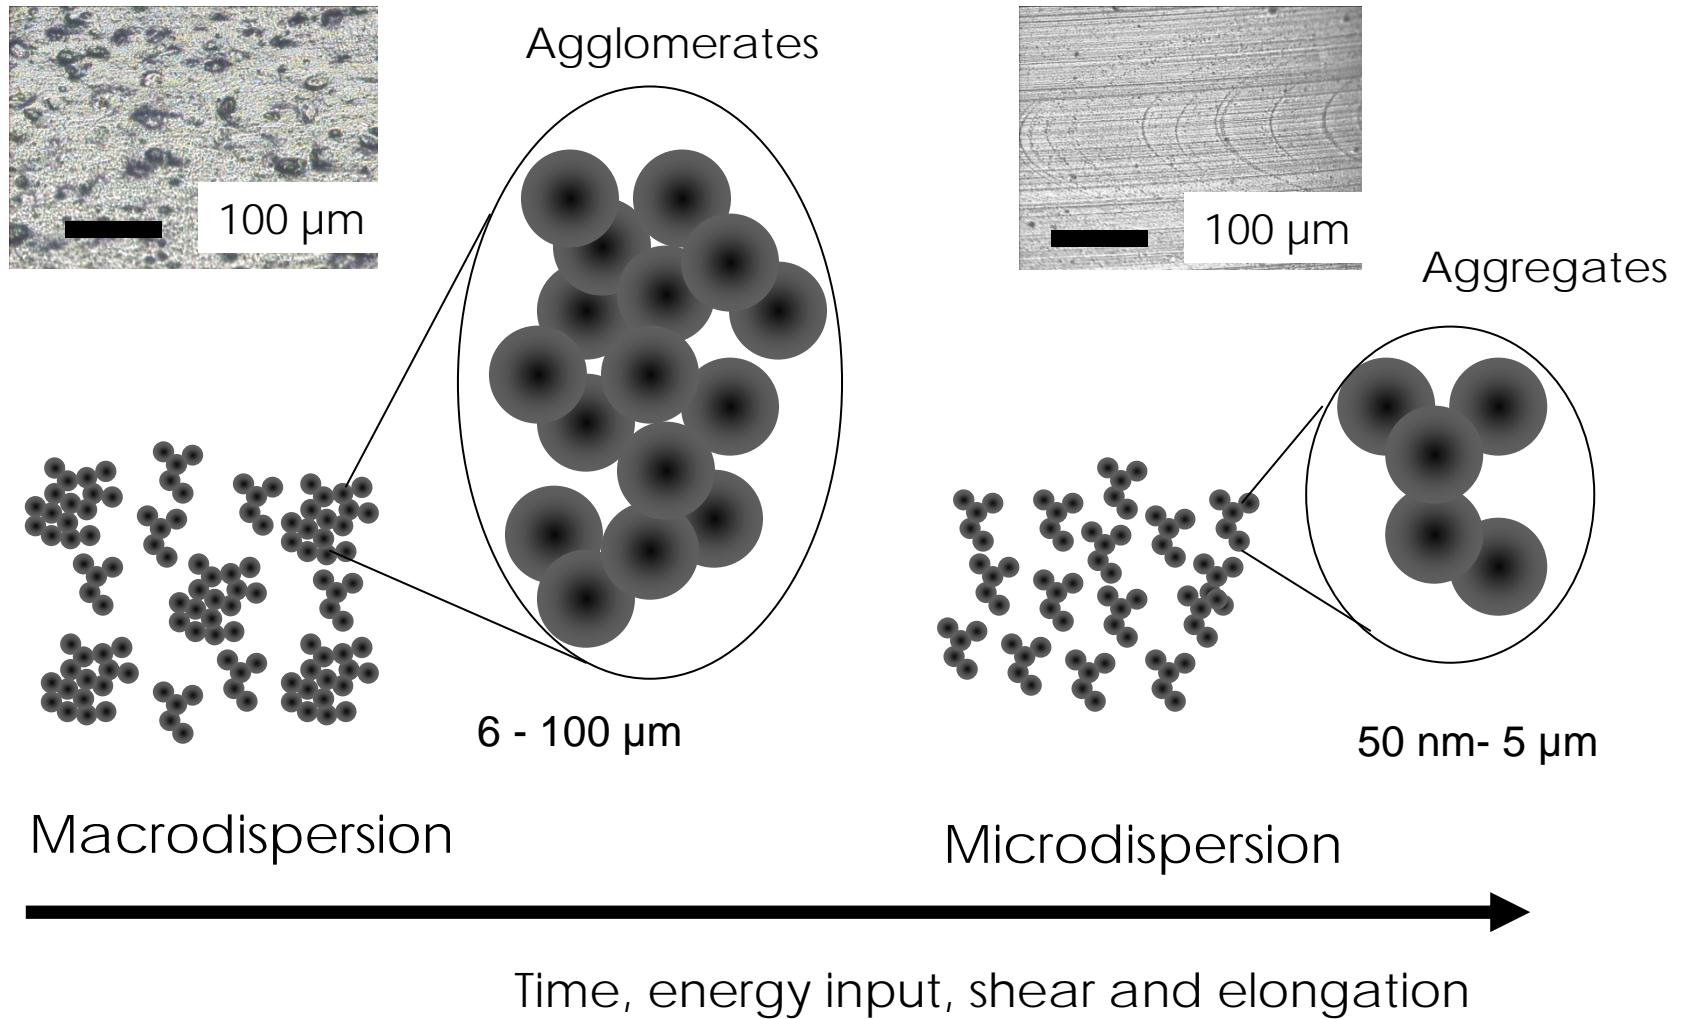 Agglomerates
100 µm
100 µm
Aggregates
6 - 100 µm
50 nm- 5 µm
Macrodispersion
Microdispersion
Time, energy input, shear and elongation